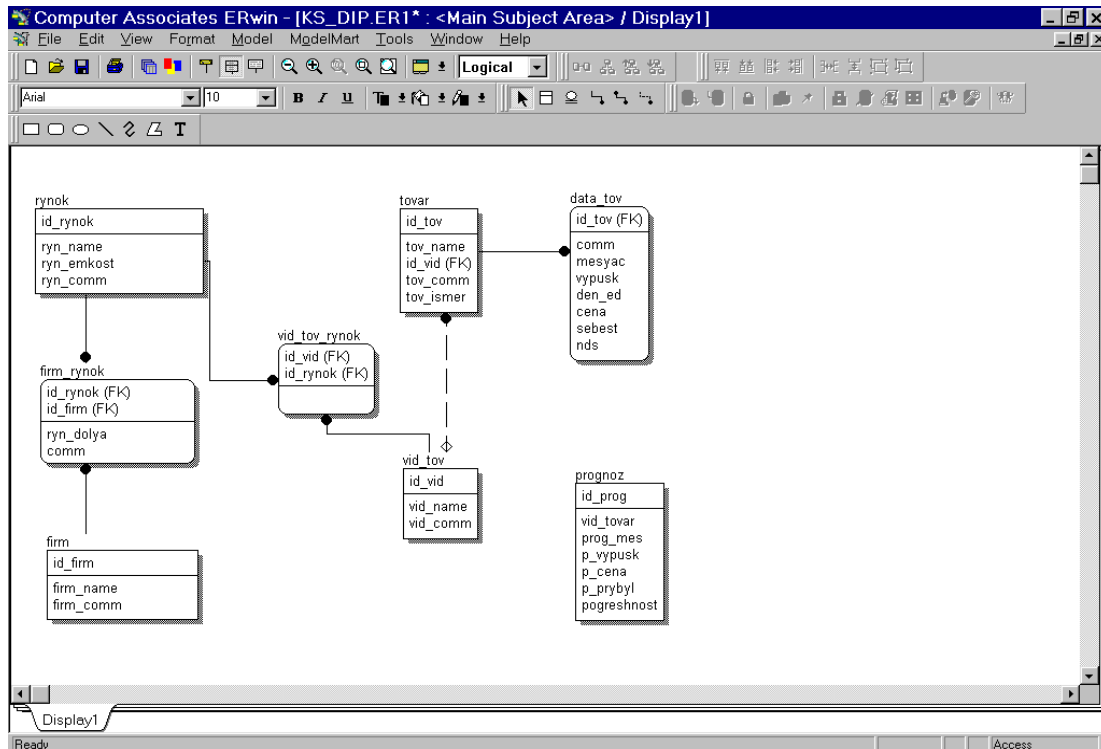 Computer Associates ERwin - [KS_DIP.ER1* : <Main Subject Area> / Display1]
File Edit View Format Model ModelMart Tools Window Help
Logical
Arial 10 B I U
T
rynok
id_rynok
ryn_name
ryn_emkost
ryn_comm
tovar
id_tov
tov_name
id_vid (FK)
tov_comm
tov_ismer
data_tov
id_tov (FK)
comm
mesyac
vypusk
den_ed
cena
sebest
nds
vid_tov_rynok
id_vid (FK)
id_rynok (FK)
firm_rynok
id_rynok (FK)
id_firm (FK)
ryn_dolya
comm
vid_tov
id_vid
vid_name
vid_comm
prognoz
id_prog
vid_tovar
prog_mes
p_vypusk
p_cena
p_prybyl
pogreshnost
firm
id_firm
firm_name
firm_comm
Display1
Ready Access